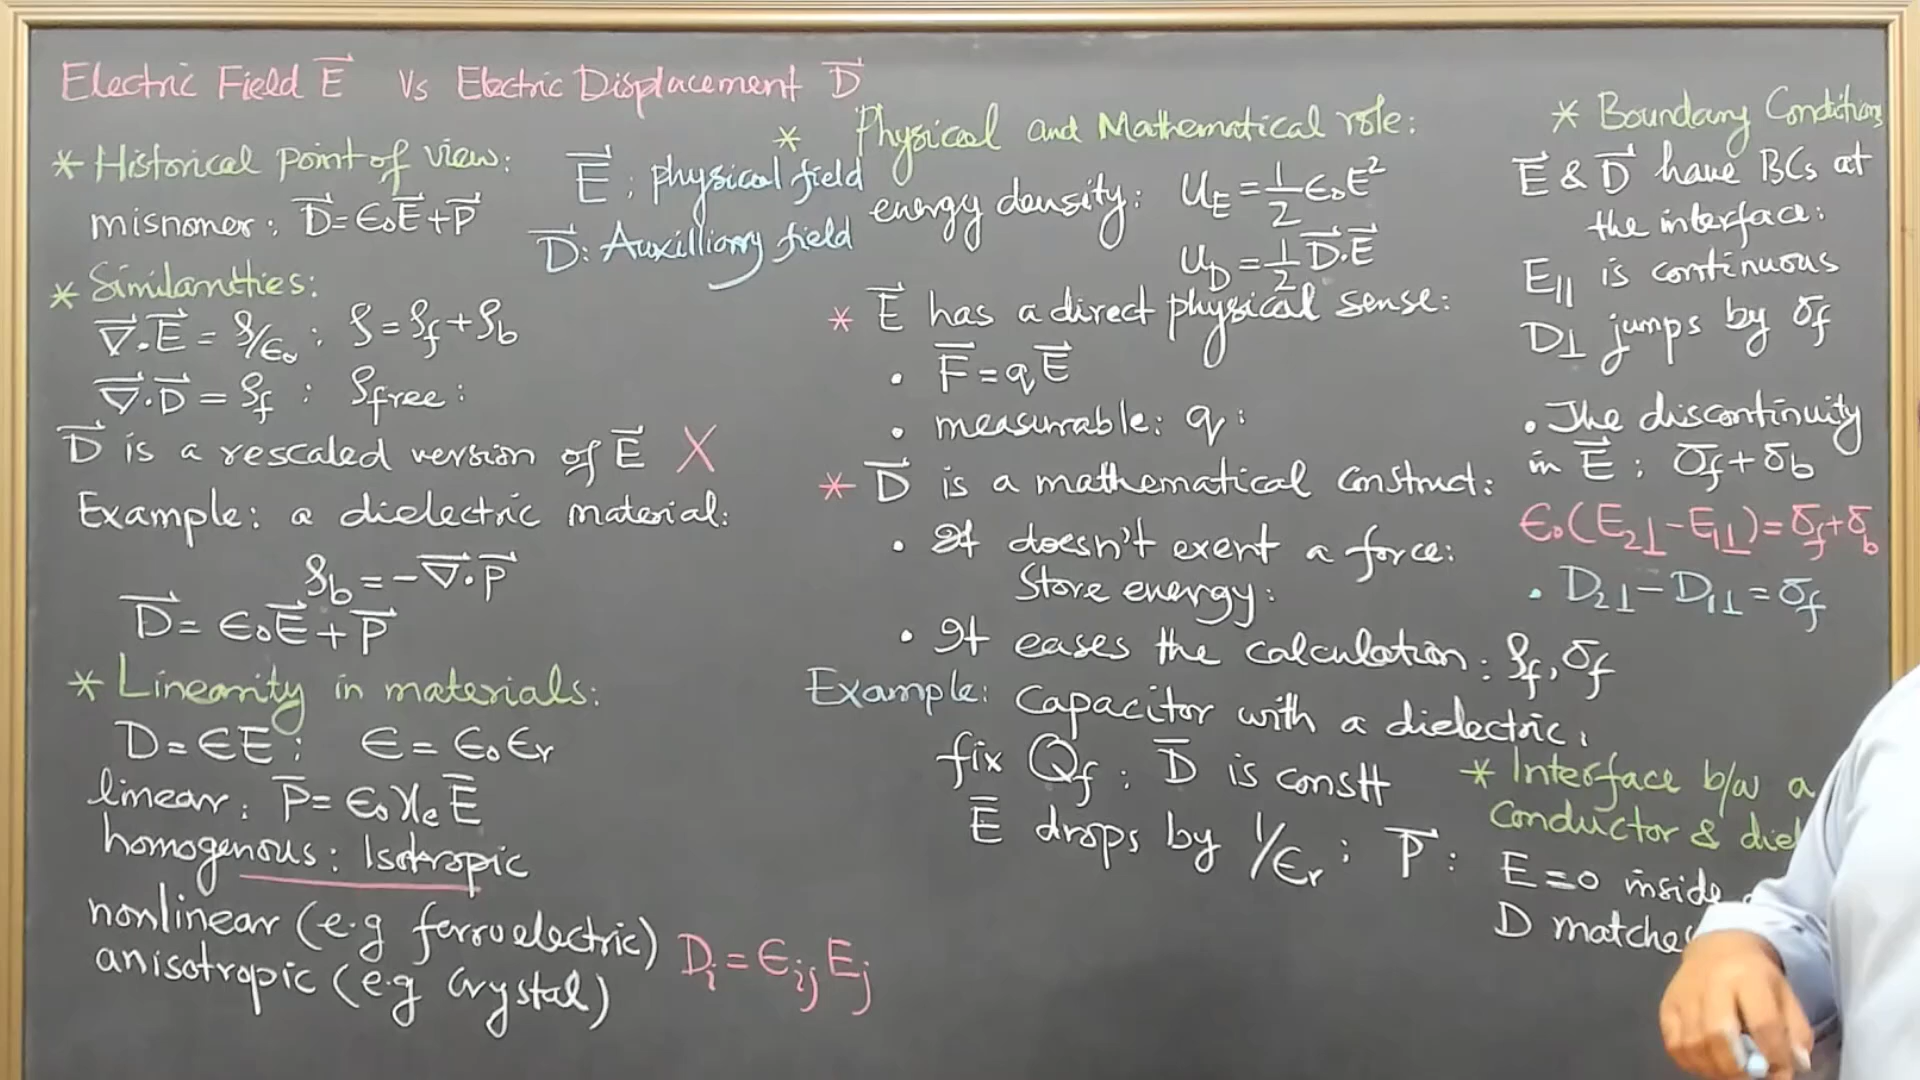 Electric Field E⃗ Vs Electric Displacement D⃗
* Historical point of view:
misnomer: D⃗=ϵ₀E⃗+P⃗
E⃗: physical field
D⃗: Auxilliary field
* Similarities:
∇⃗.E⃗ = ρ/ϵ₀ : ρ=ρf+ρb
∇⃗.D⃗ = ρf : ρfree:
D⃗ is a rescaled version of E⃗ X
Example: a dielectric material:
ρb = -∇⃗.P⃗
D⃗= ϵ₀E⃗+P⃗
* Linearity in materials:
D=ϵE: ϵ=ϵ₀ϵr
linear: P̄=ϵ₀χeĒ
homogenous: Isotropic
nonlinear (e.g ferroelectric)
anisotropic (e.g crystal)
Di=ϵijEj
* Physical and Mathematical role:
energy density: UE=1/2 ϵ₀E²
UD=1/2 D⃗.E⃗
* E⃗ has a direct physical sense:
• F⃗=qE⃗
• measurable: q:
* D⃗ is a mathematical construct:
• It doesn't exert a force:
Store energy:
• It eases the calculation: ρf, σf
Example: Capacitor with a dielectric:
fix Qf: D̄ is constt
Ē drops by 1/ϵr : P⃗:
* Boundary Conditions
E⃗ & D⃗ have BCs at
the interface:
E|| is continuous
D⊥ jumps by σf
• The discontinuity
in E⃗: σf+σb
ϵ₀(E2⊥-E1⊥)=σf+σb
• D2⊥-D1⊥=σf
* Interface b/w a
Conductor &
E=0 inside
D